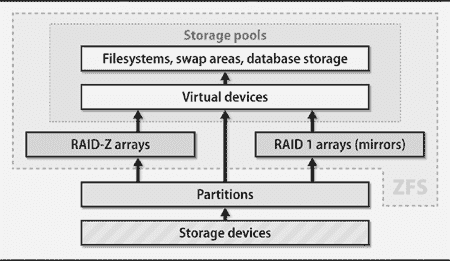 Storage pools
Filesystems, swap areas, database storage
Virtual devices
RAID-Z arrays
RAID 1 arrays (mirrors)
ZFS
Partitions
Storage devices